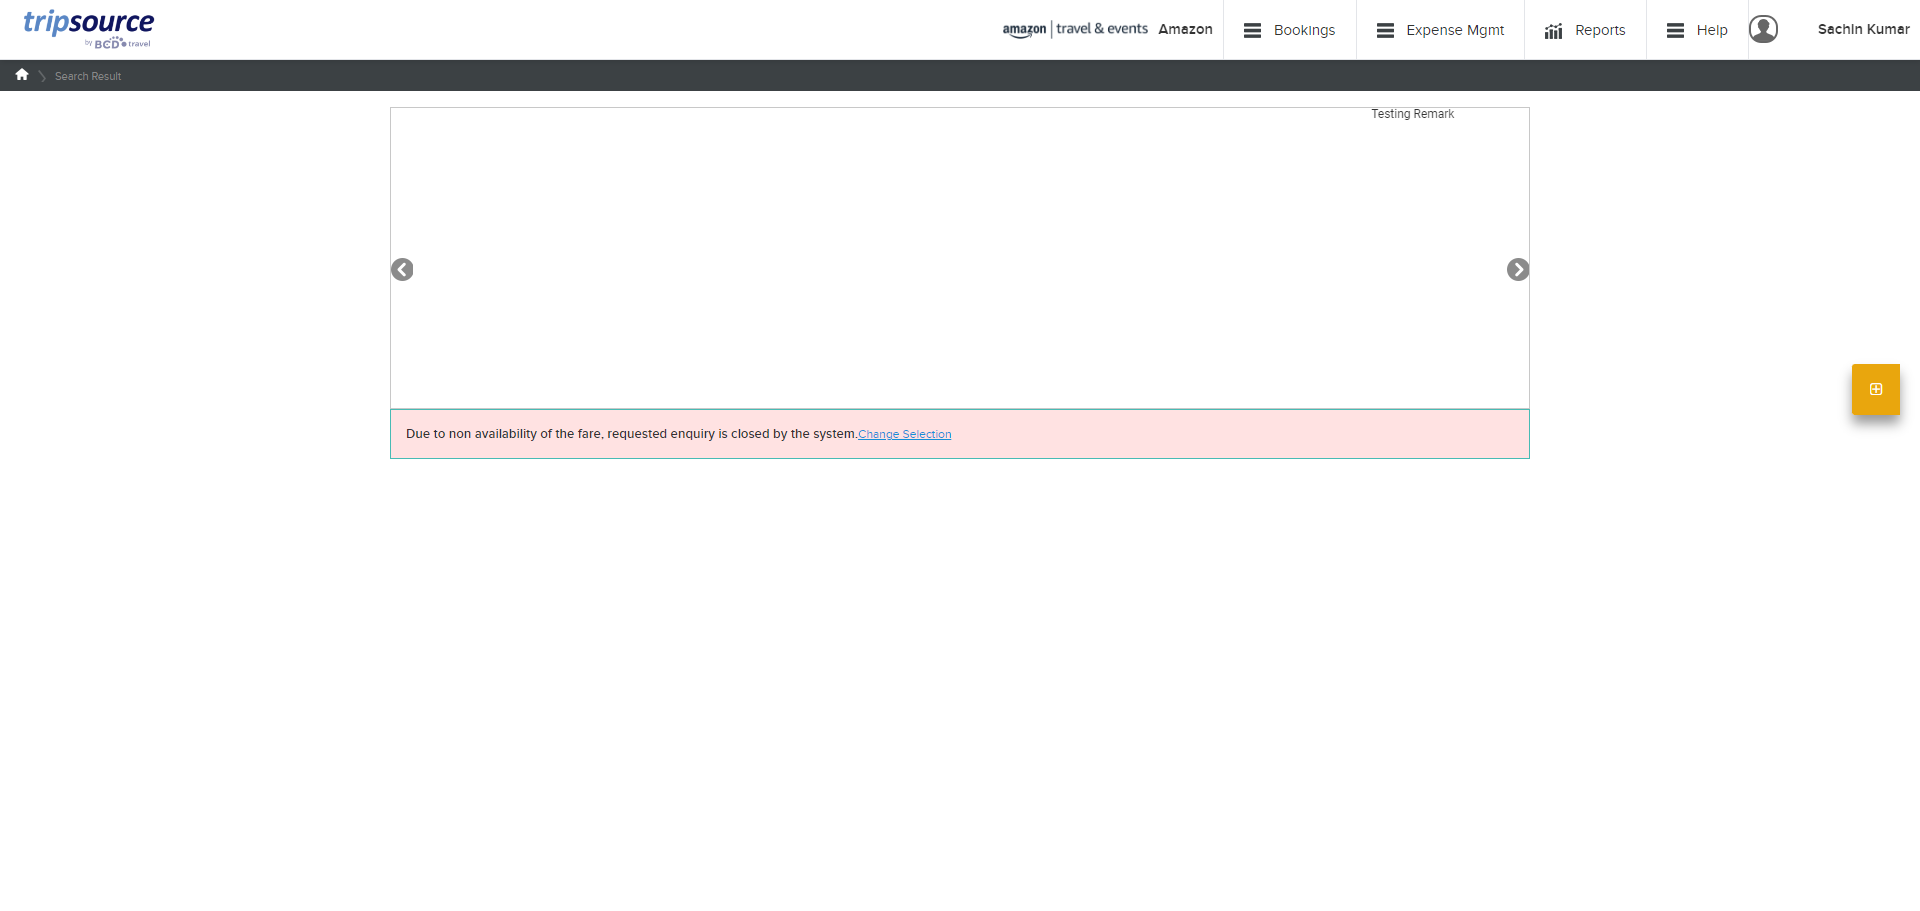 tripsource
by BCD travel
amazon | travel & events Amazon Bookings Expense Mgmt Reports Help Sachin Kumar
Search Result
Testing Remark
Due to non availability of the fare, requested enquiry is closed by the system.Change Selection